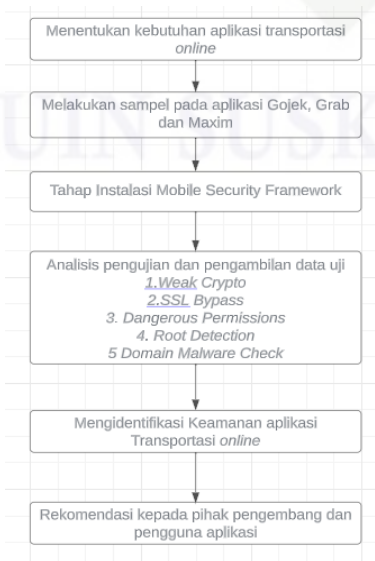 Menentukan kebutuhan aplikasi transportasi
online
Melakukan sampel pada aplikasi Gojek, Grab
dan Maxim
UIN SUSK
Tahap Instalasi Mobile Security Framework
Analisis pengujian dan pengambilan data uji
1.Weak Crypto
2.SSL Bypass
3. Dangerous Permissions
4. Root Detection
5 Domain Malware Check
Mengidentifikasi Keamanan aplikasi
Transportasi online
Rekomendasi kepada pihak pengembang dan
pengguna aplikasi